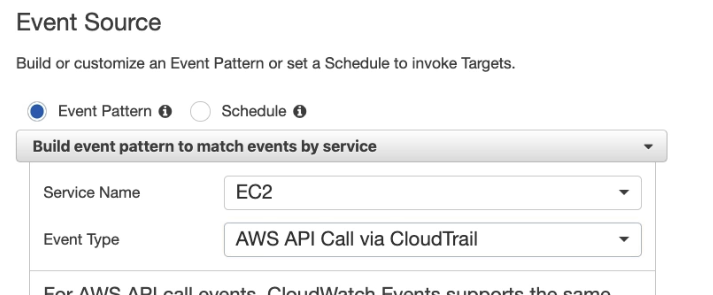 Event Source
Build or customize an Event Pattern or set a Schedule to invoke Targets.
Event Pattern Schedule
Build event pattern to match events by service
Service Name EC2
Event Type AWS API Call via CloudTrail
For AWS API call events, CloudWatch Events supports the same